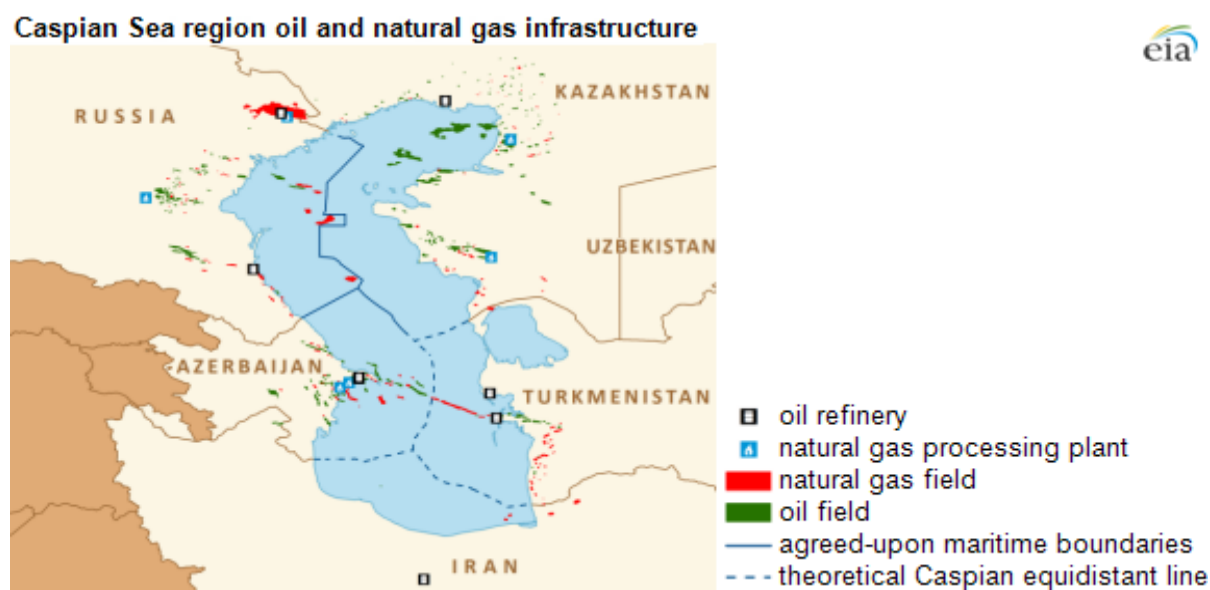 Caspian Sea region oil and natural gas infrastructure
eia
KAZAKHSTAN
RUSSIA
UZBEKISTAN
AZERBAIJAN
TURKMENISTAN
IRAN
oil refinery
natural gas processing plant
natural gas field
oil field
agreed-upon maritime boundaries
theoretical Caspian equidistant line